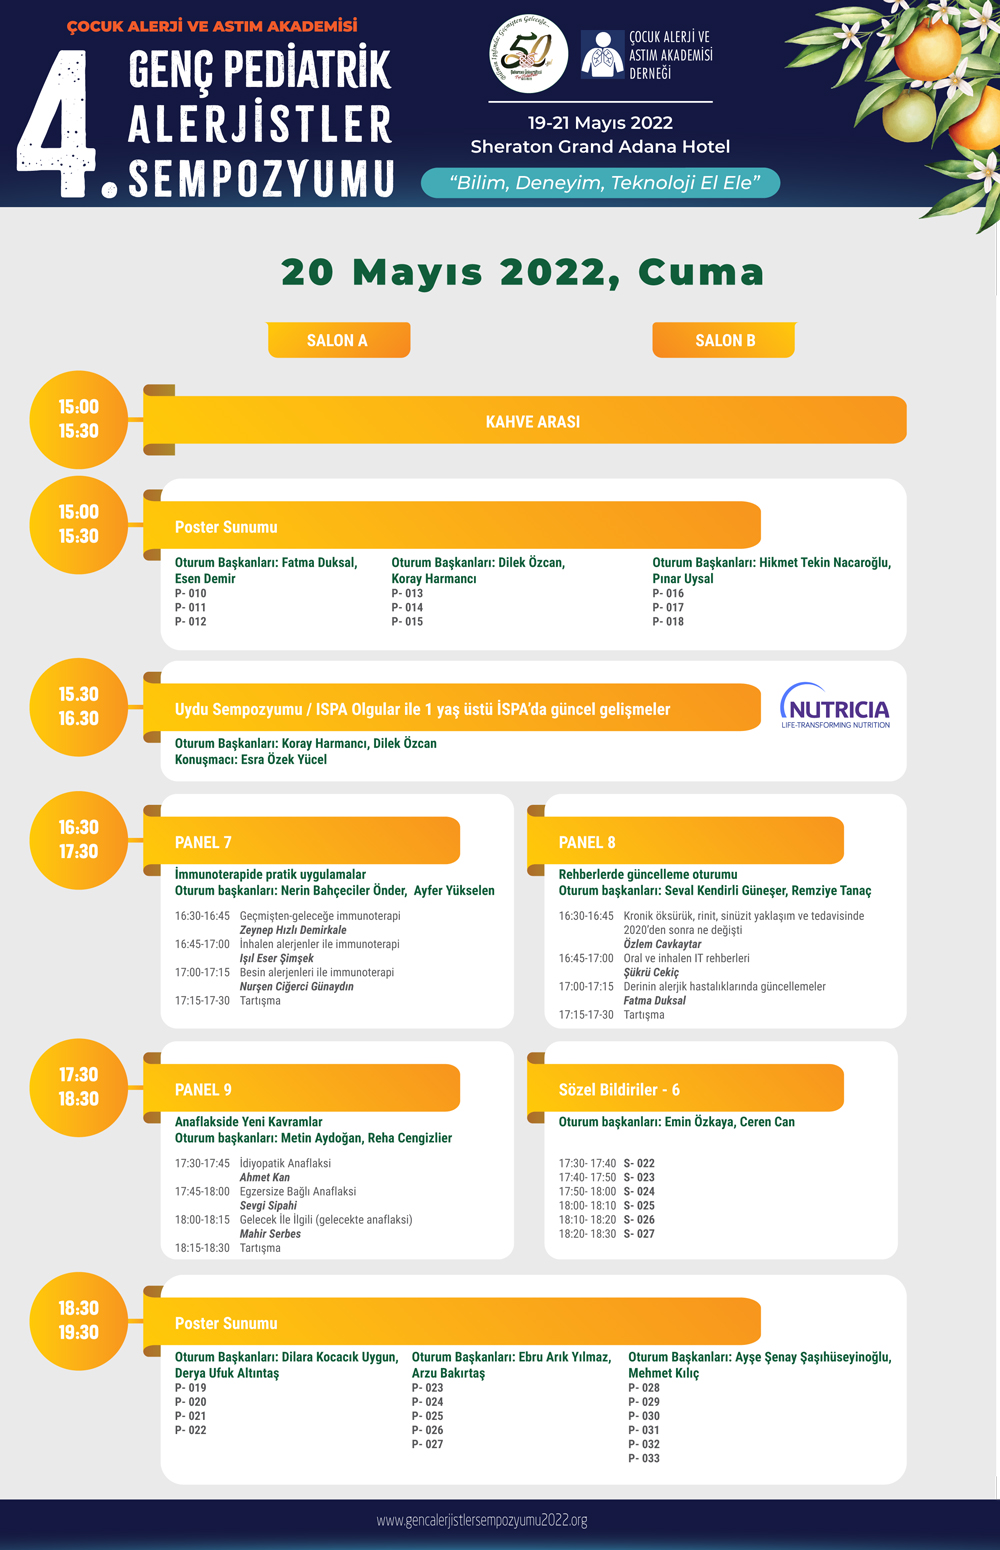 ÇOCUK ALERJİ VE ASTIM AKADEMİSİ
4. GENÇ PEDİATRİK
ALERJİSTLER
SEMPOZYUMU
50
ÇOCUK ALERJİ VE
ASTIM AKADEMİSİ
DERNEĞİ
19-21 Mayıs 2022
Sheraton Grand Adana Hotel
“Bilim, Deneyim, Teknoloji El Ele”
20 Mayıs 2022, Cuma
SALON A
SALON B
15:00
15:30
KAHVE ARASI
15:00
15:30
Poster Sunumu
Oturum Başkanları: Fatma Duksal,
Esen Demir
P- 010
P- 011
P- 012
Oturum Başkanları: Dilek Özcan,
Koray Harmancı
P- 013
P- 014
P- 015
Oturum Başkanları: Hikmet Tekin Nacaroğlu,
Pınar Uysal
P- 016
P- 017
P- 018
15.30
16.30
Uydu Sempozyumu / ISPA Olgular ile 1 yaş üstü İSPA’da güncel gelişmeler
NUTRICIA
LIFE-TRANSFORMING NUTRITION
Oturum Başkanları: Koray Harmancı, Dilek Özcan
Konuşmacı: Esra Özek Yücel
16:30
17:30
PANEL 7
İmmunoterapide pratik uygulamalar
Oturum başkanları: Nerin Bahçeciler Önder, Ayfer Yükselen
16:30-16:45 Geçmişten-geleceğe immunoterapi
Zeynep Hızlı Demirkale
16:45-17:00 İnhalen alerjenler ile immunoterapi
Işıl Eser Şimşek
17:00-17:15 Besin alerjenleri ile immunoterapi
Nurşen Ciğerci Günaydın
17:15-17-30 Tartışma
PANEL 8
Rehberlerde güncelleme oturumu
Oturum başkanları: Seval Kendirli Güneşer, Remziye Tanaç
16:30-16:45 Kronik öksürük, rinit, sinüzit yaklaşım ve tedavisinde
2020’den sonra ne değişti
Özlem Cavkaytar
16:45-17:00 Oral ve inhalen IT rehberleri
Şükrü Cekiç
17:00-17:15 Derinin alerjik hastalıklarında güncellemeler
Fatma Duksal
17:15-17-30 Tartışma
17:30
18:30
PANEL 9
Anaflakside Yeni Kavramlar
Oturum başkanları: Metin Aydoğan, Reha Cengizlier
17:30-17:45 İdiyopatik Anaflaksi
Ahmet Kan
17:45-18:00 Egzersize Bağlı Anaflaksi
Sevgi Sipahi
18:00-18:15 Gelecek İle İlgili (gelecekte anaflaksi)
Mahir Serbes
18:15-18:30 Tartışma
Sözel Bildiriler - 6
Oturum başkanları: Emin Özkaya, Ceren Can
17:30- 17:40 S- 022
17:40- 17:50 S- 023
17:50- 18:00 S- 024
18:00- 18:10 S- 025
18:10- 18:20 S- 026
18:20- 18:30 S- 027
18:30
19:30
Poster Sunumu
Oturum Başkanları: Dilara Kocacık Uygun,
Derya Ufuk Altıntaş
P- 019
P- 020
P- 021
P- 022
Oturum Başkanları: Ebru Arık Yılmaz,
Arzu Bakırtaş
P- 023
P- 024
P- 025
P- 026
P- 027
Oturum Başkanları: Ayşe Şenay Şaşıhüseyinoğlu,
Mehmet Kılıç
P- 028
P- 029
P- 030
P- 031
P- 032
P- 033
www.gencalerjistlersempozyumu2022.org